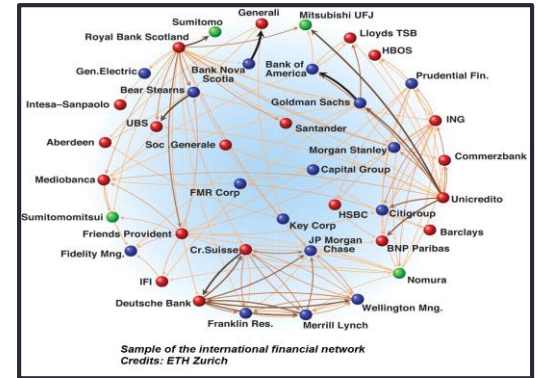 Generali
Sumitomo
Mitsubishi UFJ
Royal Bank Scotland
Lloyds TSB
HBOS
Gen.Electric
Bank Nova
Scotia
Bank of
America
Prudential Fin.
Bear Stearns
Goldman Sachs
Intesa–Sanpaolo
UBS
Santander
ING
Aberdeen
Soc .Generale
Morgan Stanley
Commerzbank
Mediobanca
Capital Group
FMR Corp
Unicredito
Sumitomomitsui
HSBC
Citigroup
Key Corp
Friends Provident
Barclays
Fidelity Mng.
Cr.Suisse
JP Morgan
Chase
BNP Paribas
IFI
Nomura
Deutsche Bank
Wellington Mng.
Franklin Res.
Merrill Lynch
Sample of the international financial network
Credits: ETH Zurich